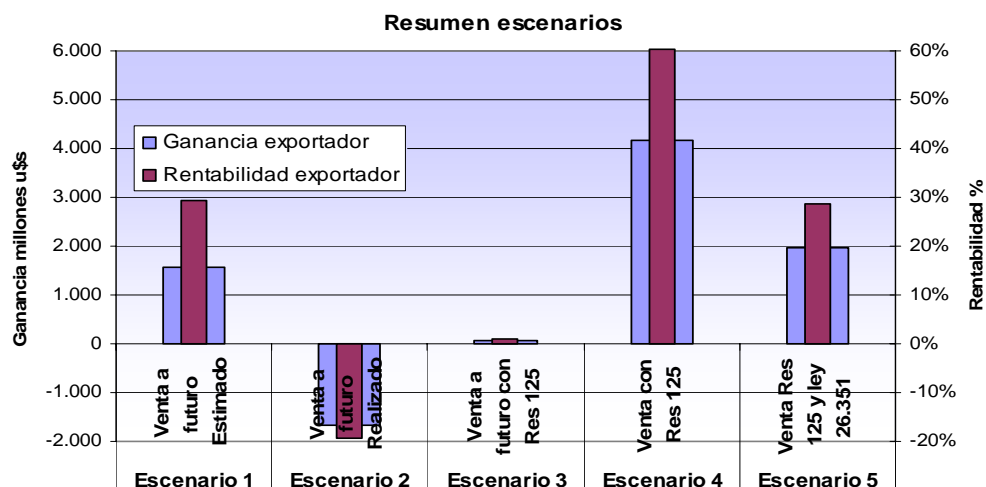 Resumen escenarios
Ganancia millones u$s
6.000
5.000
4.000
3.000
2.000
1.000
0
-1.000
-2.000
Ganancia exportador
Rentabilidad exportador
60%
50%
40%
30%
20%
10%
0%
-10%
-20%
Rentabilidad %
Venta a
futuro
Estimado
Venta a
futuro
Realizado
Venta a
futuro con
Res 125
Venta con
Res 125
Venta Res
125 y ley
26.351
Escenario 1
Escenario 2
Escenario 3
Escenario 4
Escenario 5